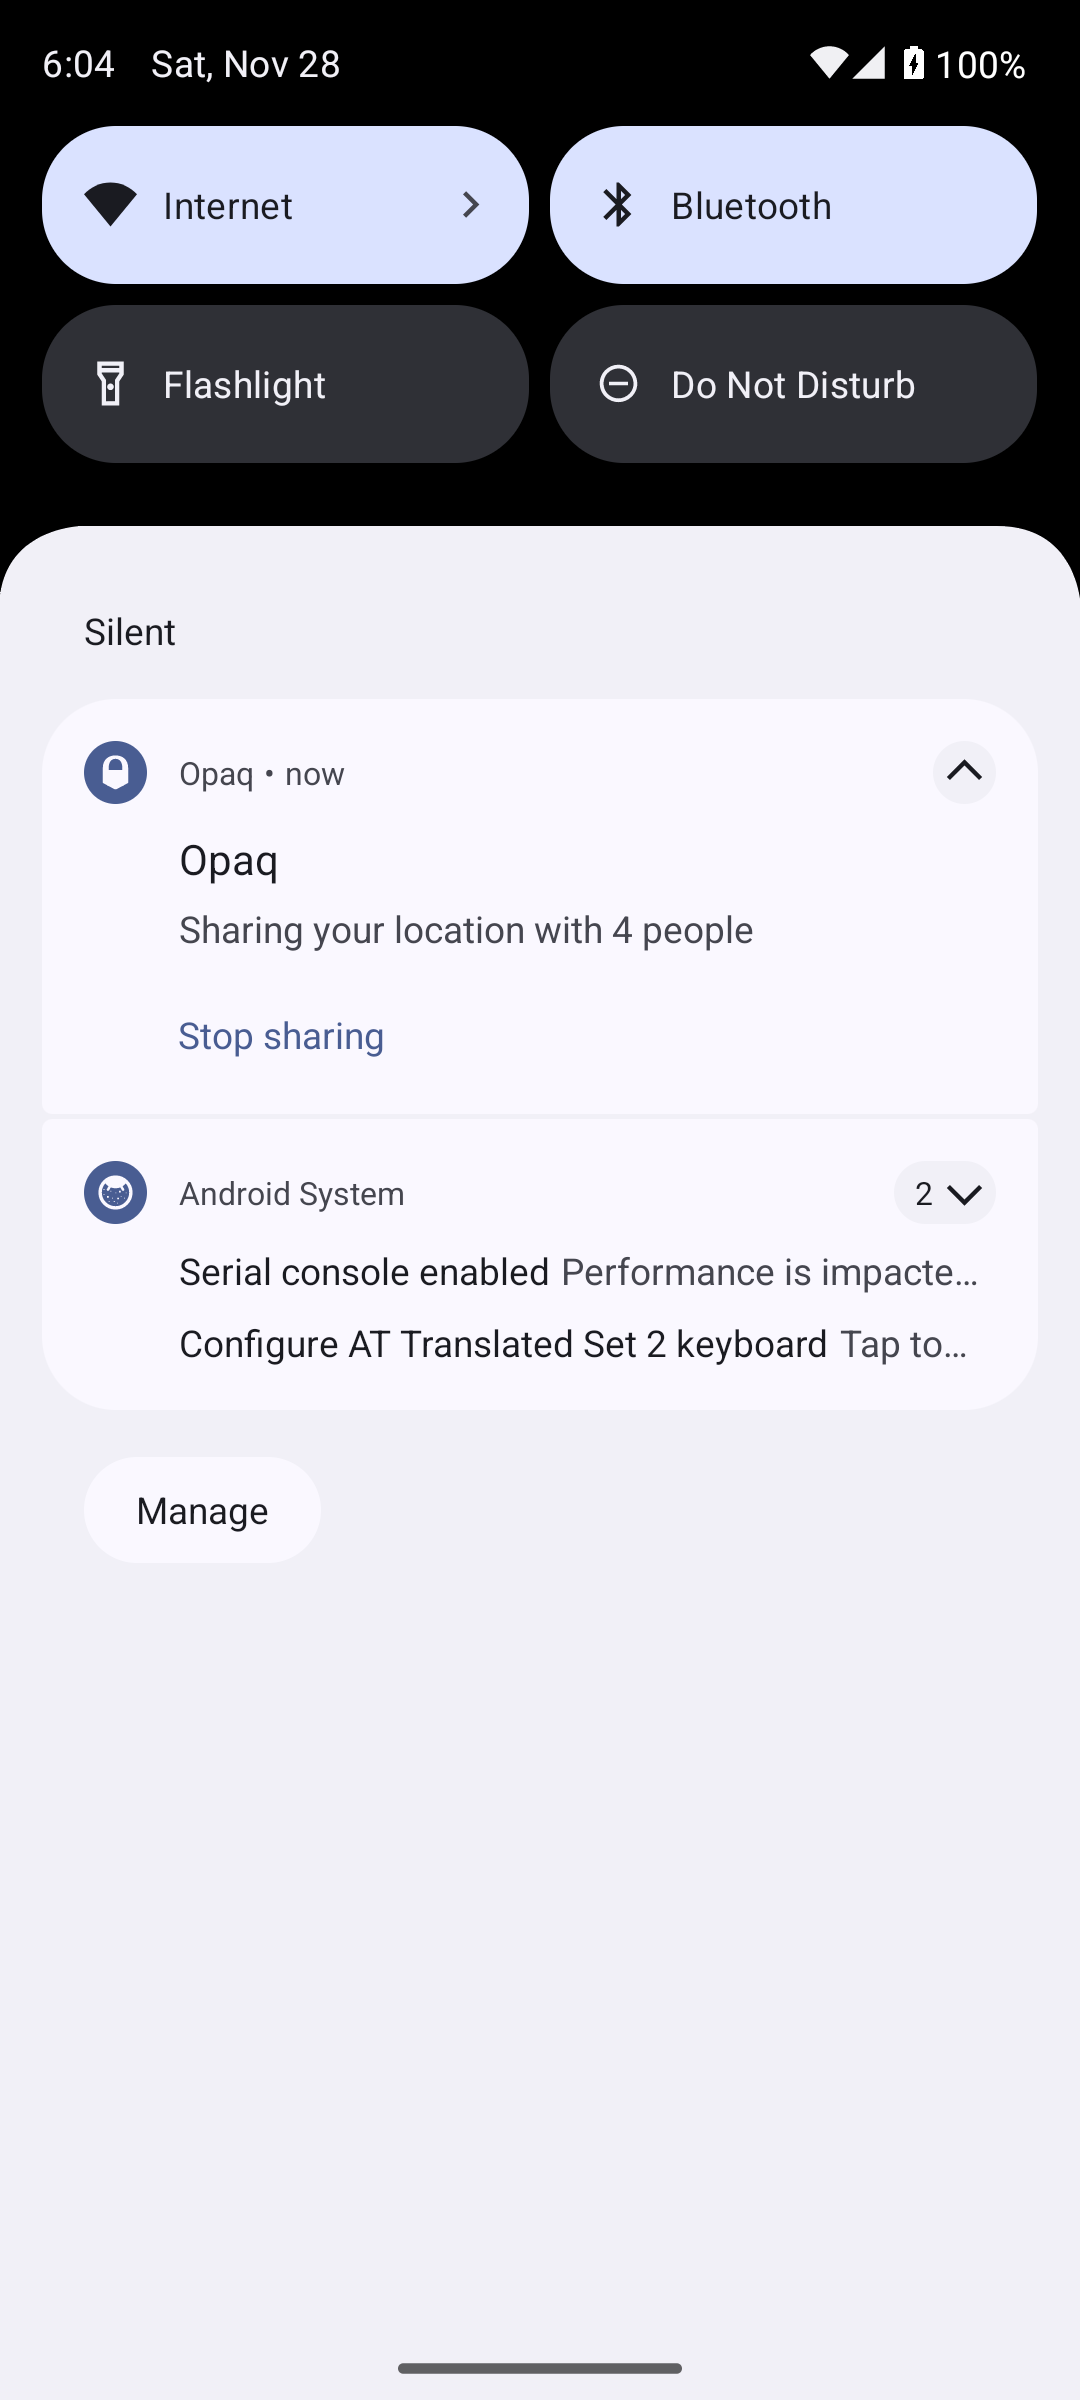 6:04 Sat, Nov 28 100%
Internet
Bluetooth
Flashlight
Do Not Disturb
Silent
Opaq • now
Opaq
Sharing your location with 4 people
Stop sharing
Android System 2
Serial console enabled Performance is impacte…
Configure AT Translated Set 2 keyboard Tap to…
Manage